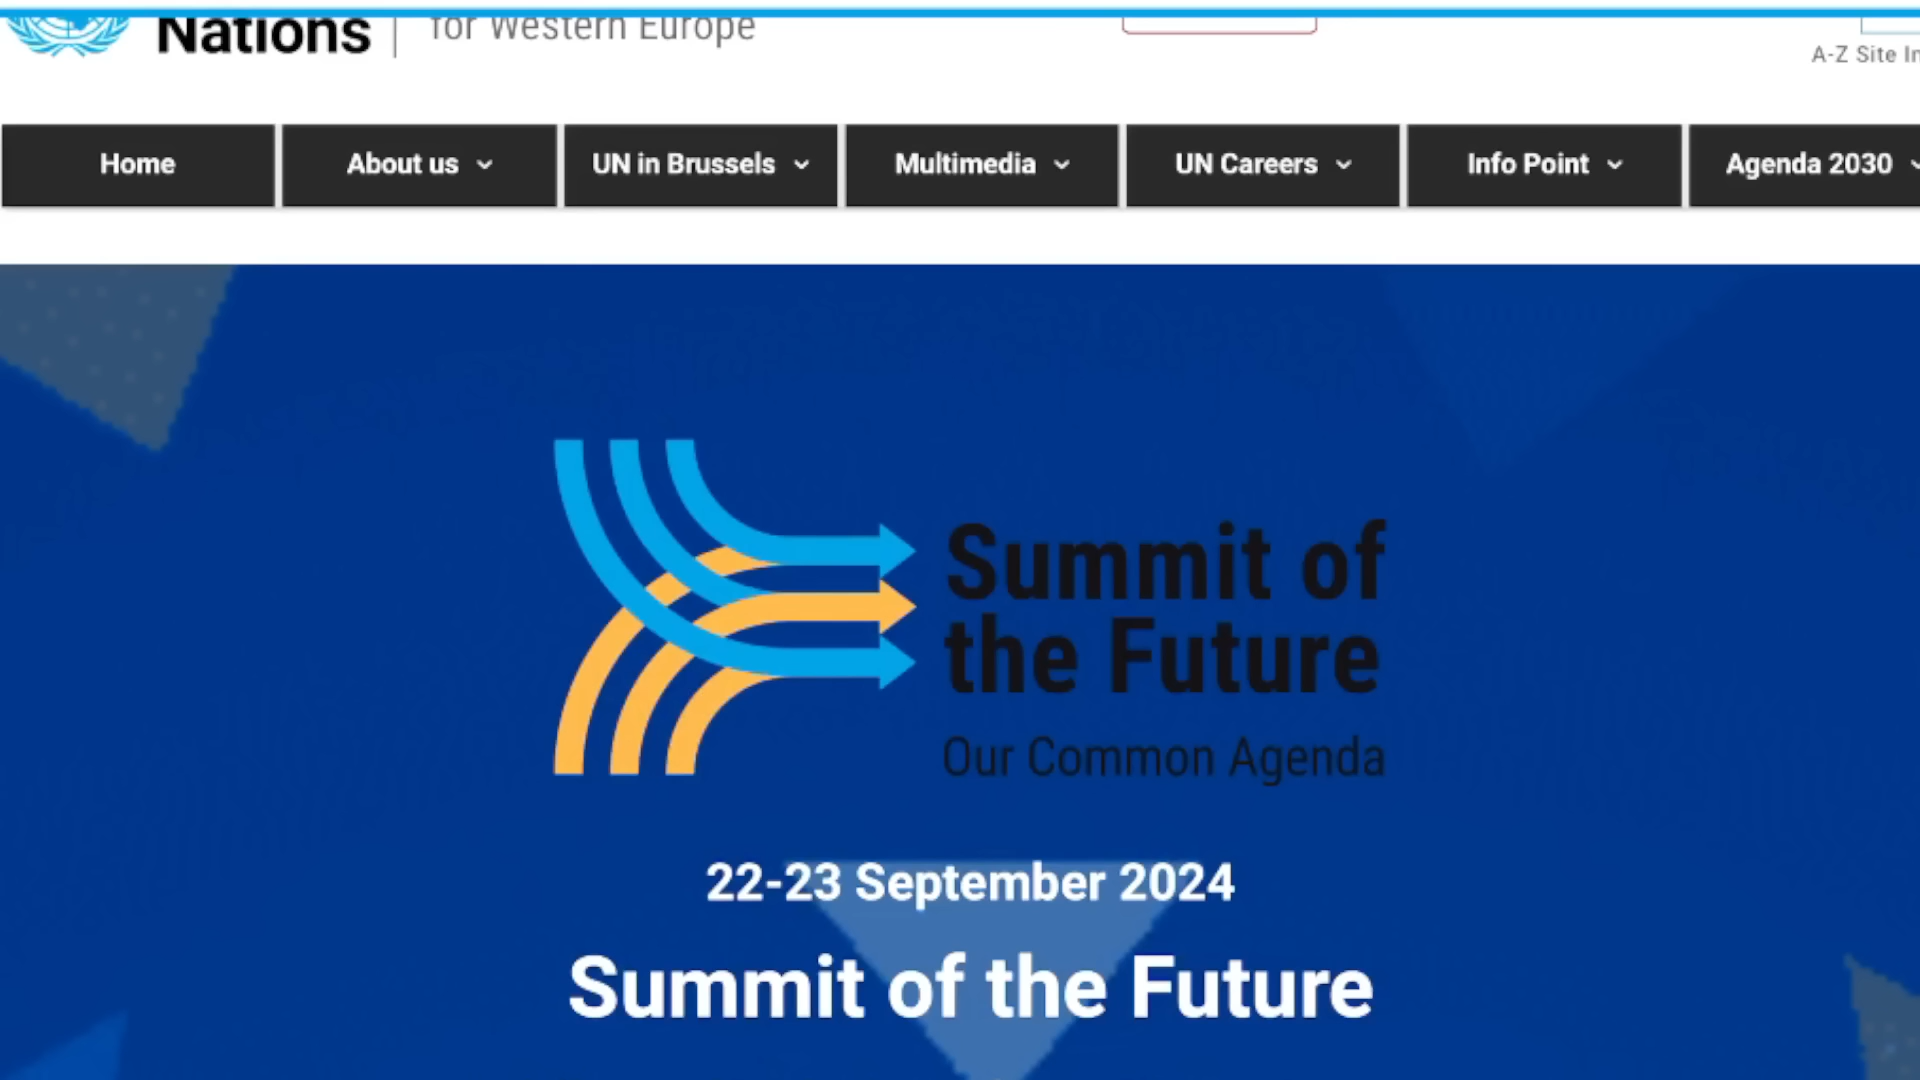 Nations
for Western Europe
A-Z Site
Home
About us
UN in Brussels
Multimedia
UN Careers
Info Point
Agenda 2030
Summit of
the Future
Our Common Agenda
22-23 September 2024
Summit of the Future